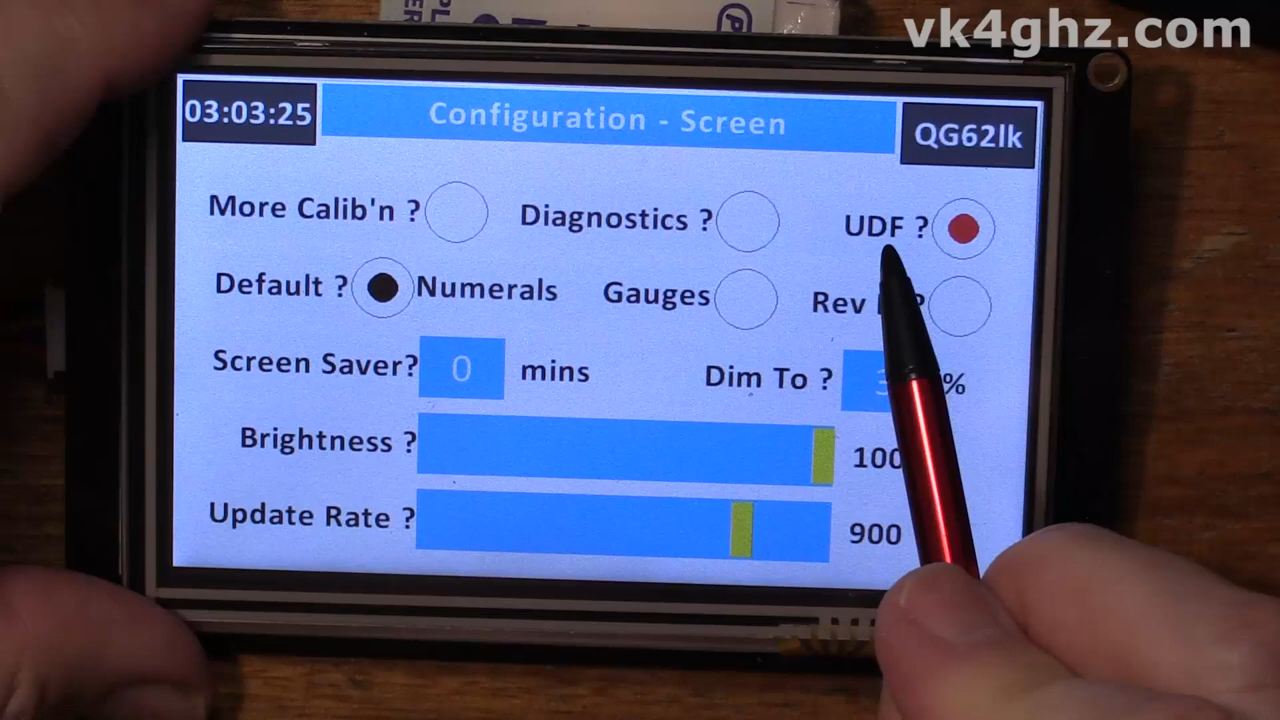 vk4ghz.com
03:03:25
Configuration - Screen
QG62lk
More Calib'n ?
Diagnostics ?
UDF ?
Default ?
Numerals
Gauges
Rev
?
Screen Saver?
0
mins
Dim To ?
%
Brightness ?
100
Update Rate ?
900